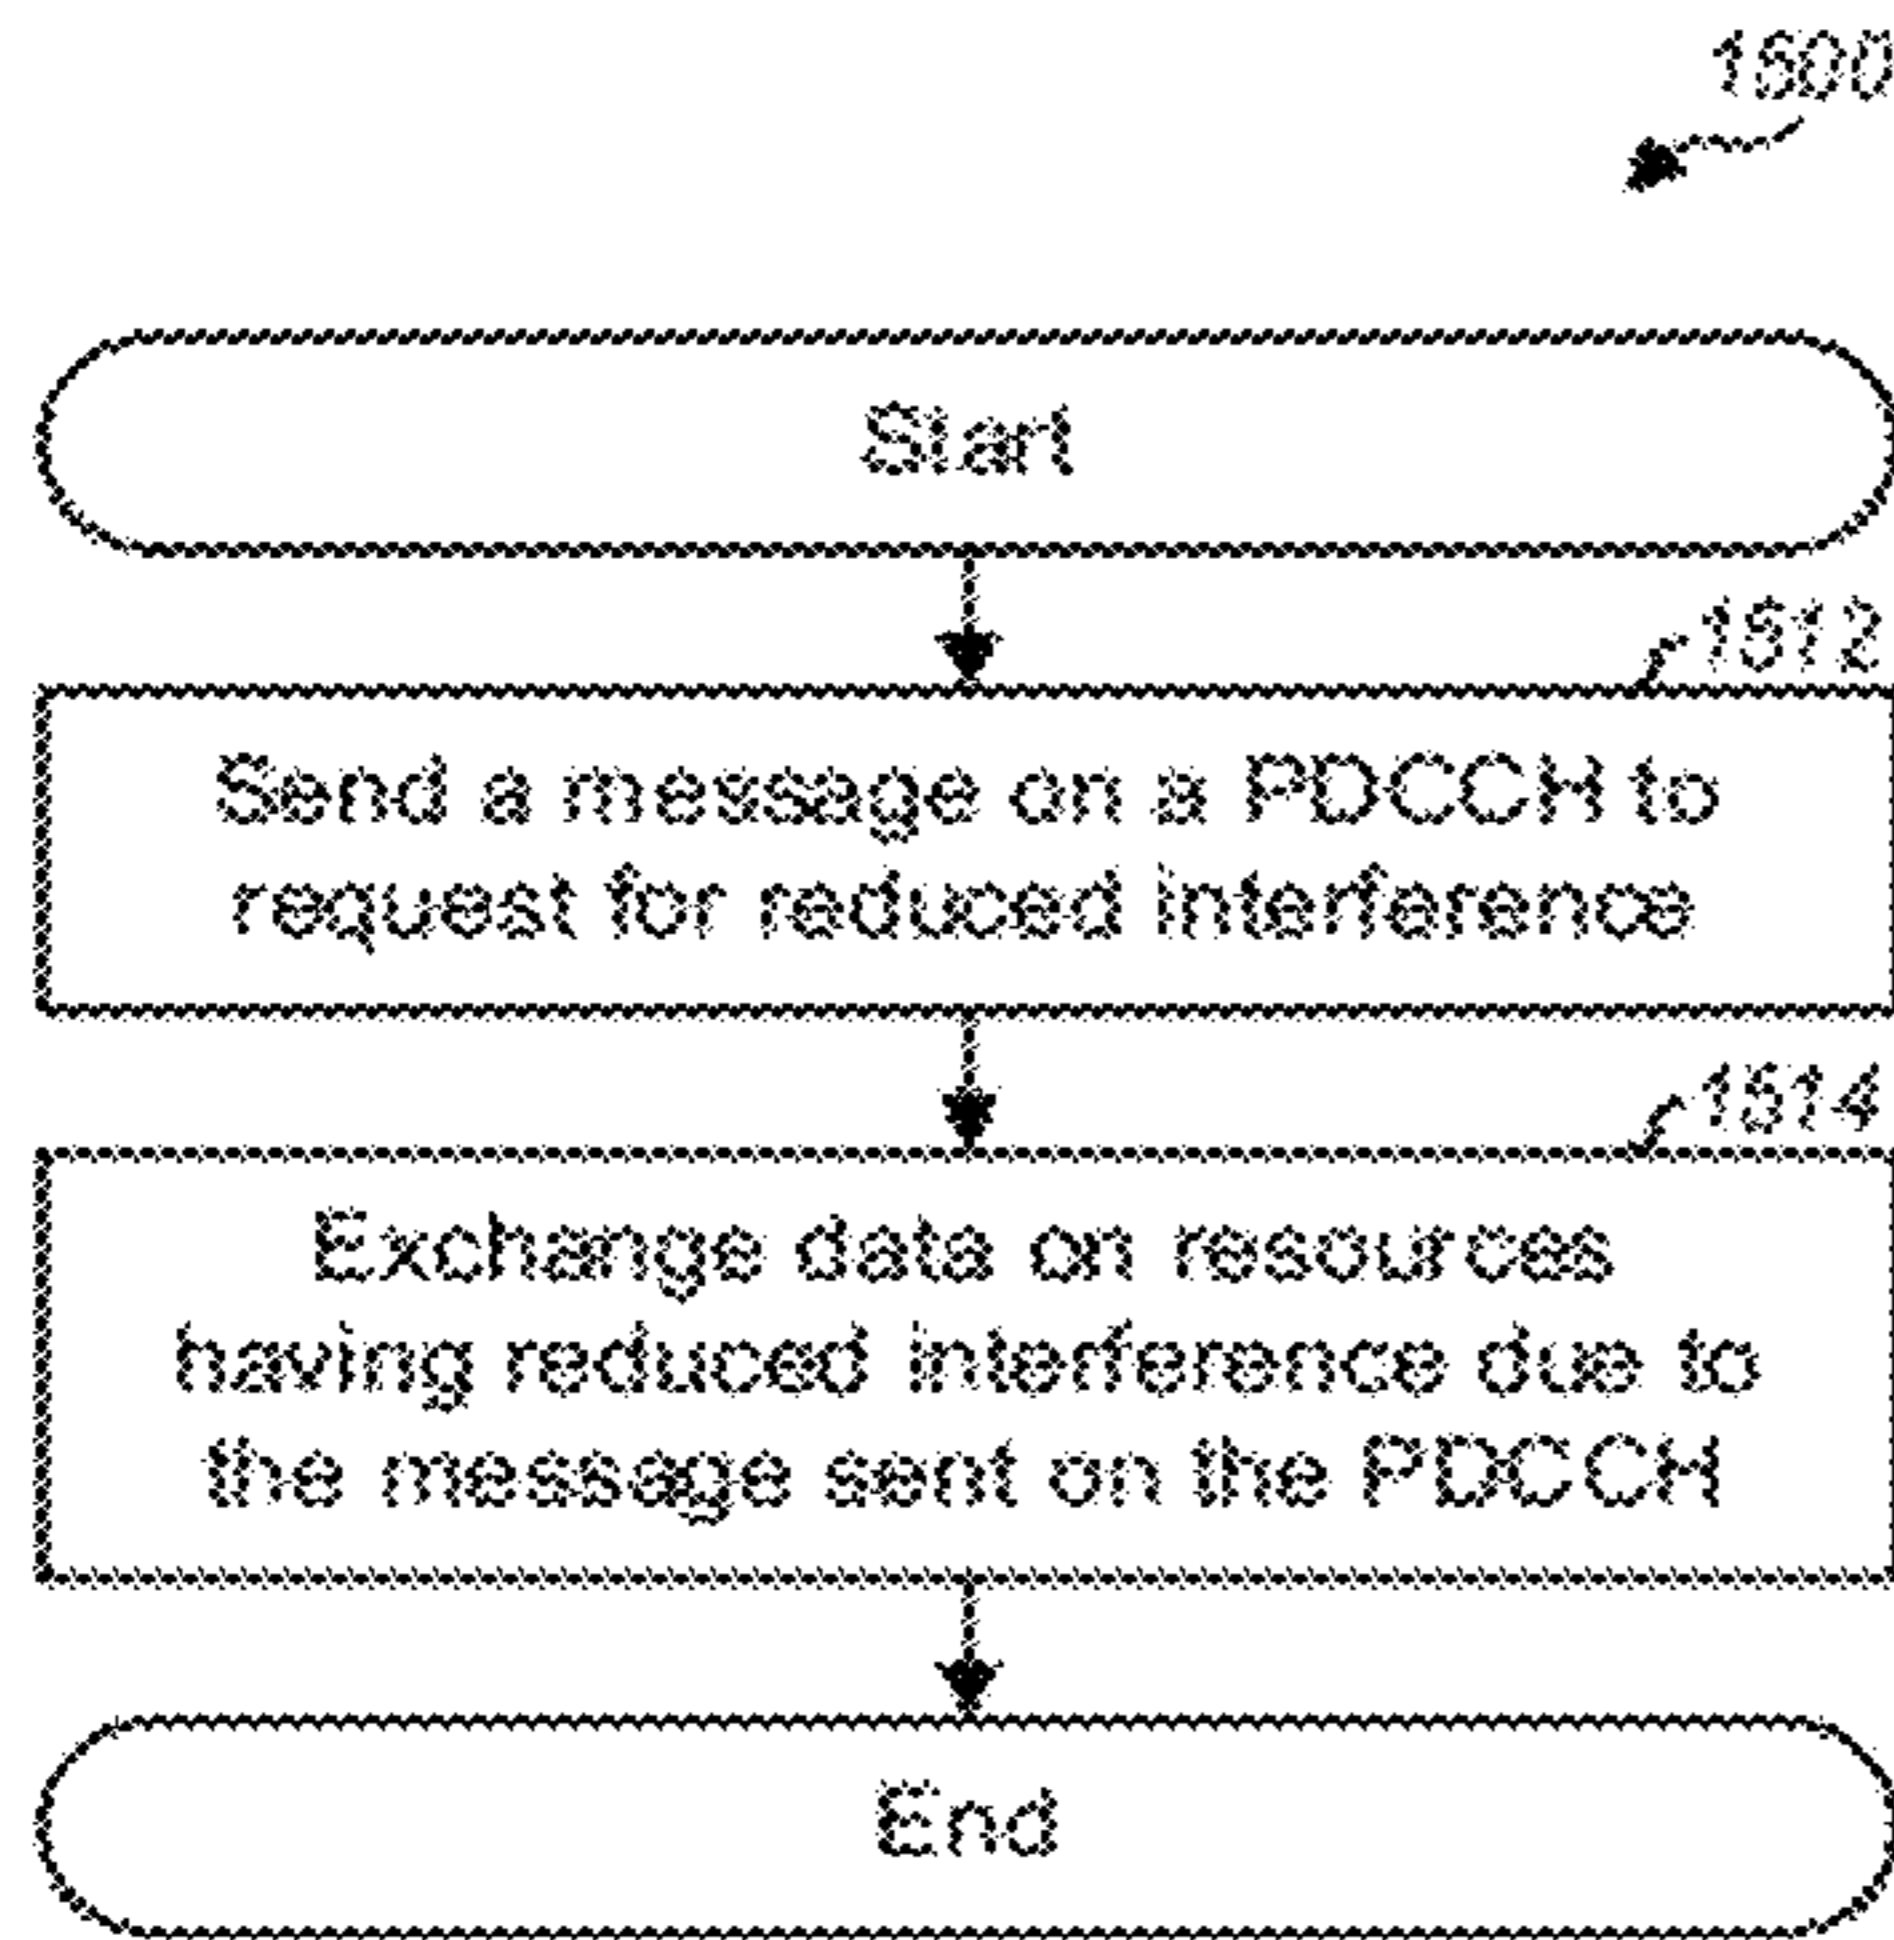 1500
Start
1512
Send a message on a PDCCH to
request for reduced interference
1514
Exchange data on resources
having reduced interference due to
the message sent on the PDCCH
End